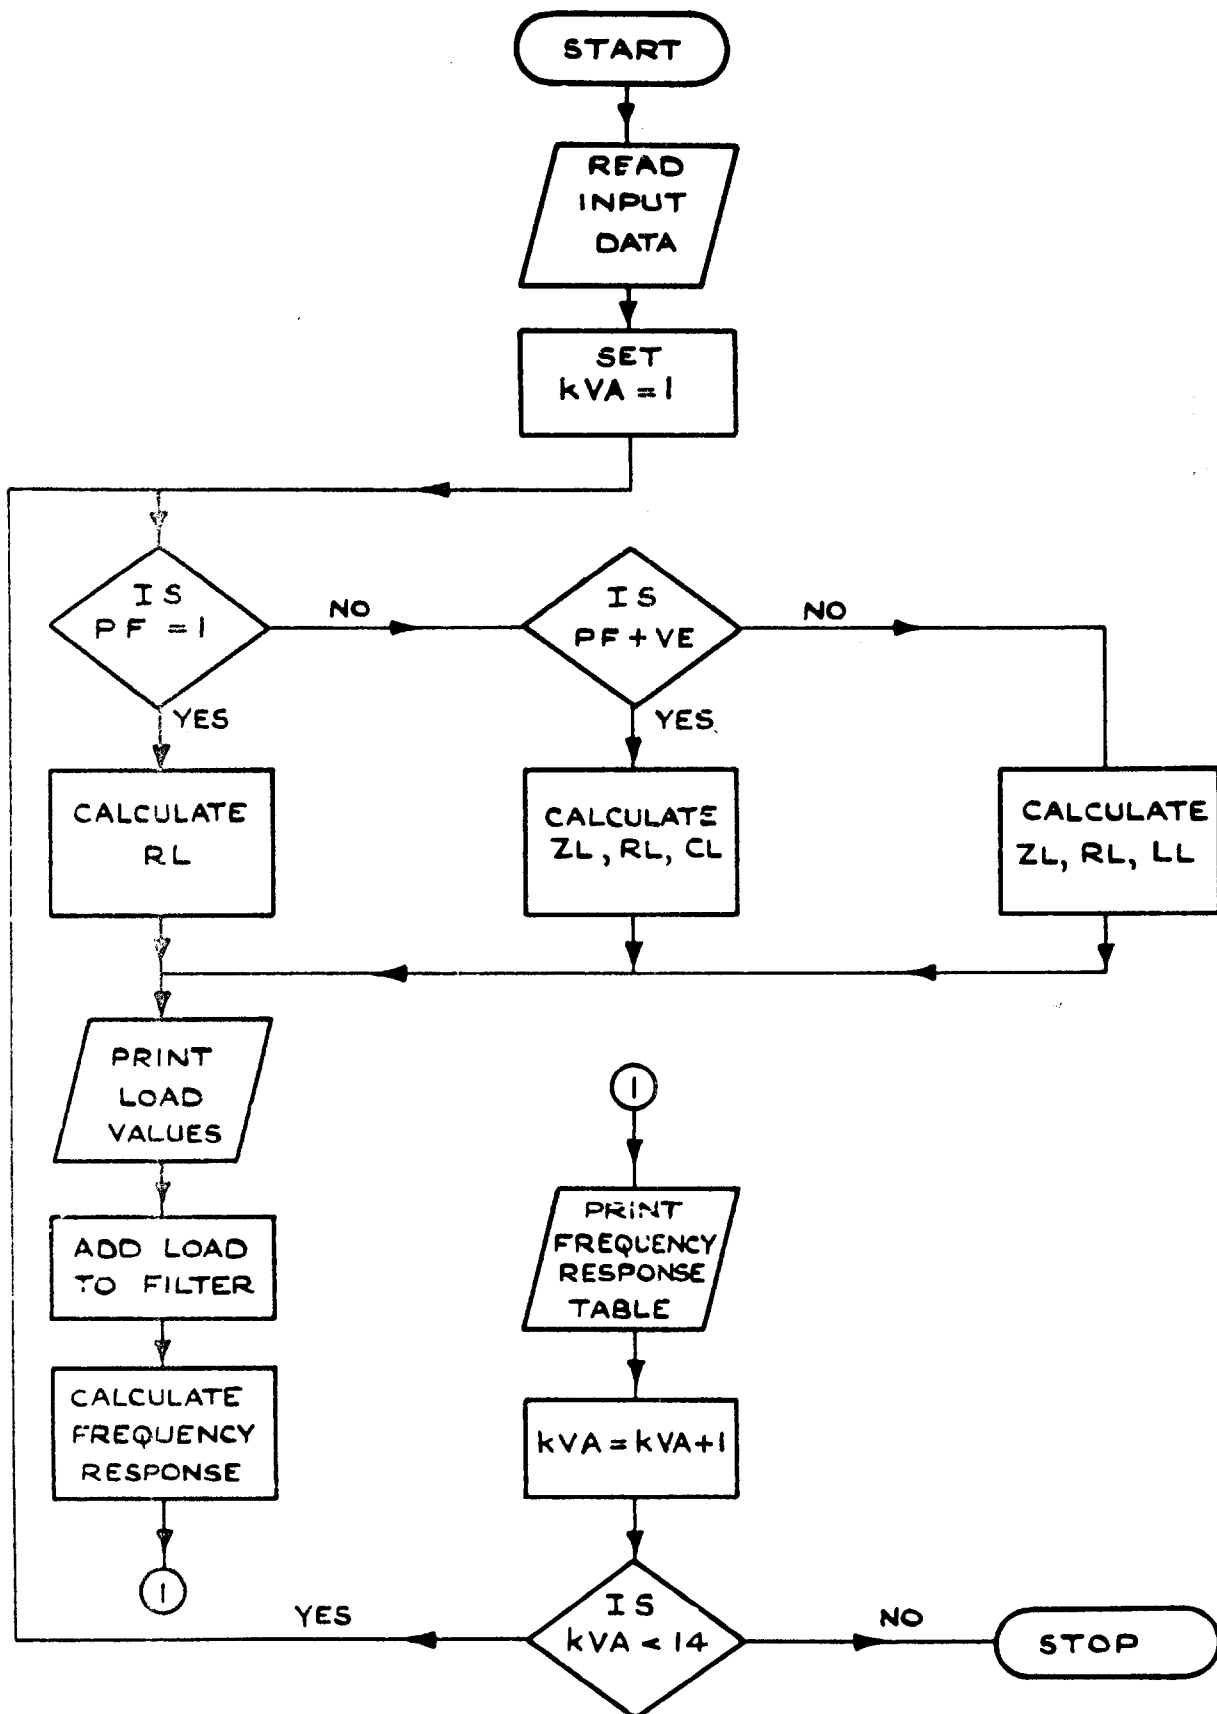 START
READ
INPUT
DATA
SET
kVA = 1
IS
PF = 1
NO
IS
PF + VE
NO
YES
YES
CALCULATE
RL
CALCULATE
ZL, RL, CL
CALCULATE
ZL, RL, LL
PRINT
LOAD
VALUES
ADD LOAD
TO FILTER
CALCULATE
FREQUENCY
RESPONSE
1
1
PRINT
FREQUENCY
RESPONSE
TABLE
kVA = kVA + 1
IS
kVA < 14
YES
NO
STOP